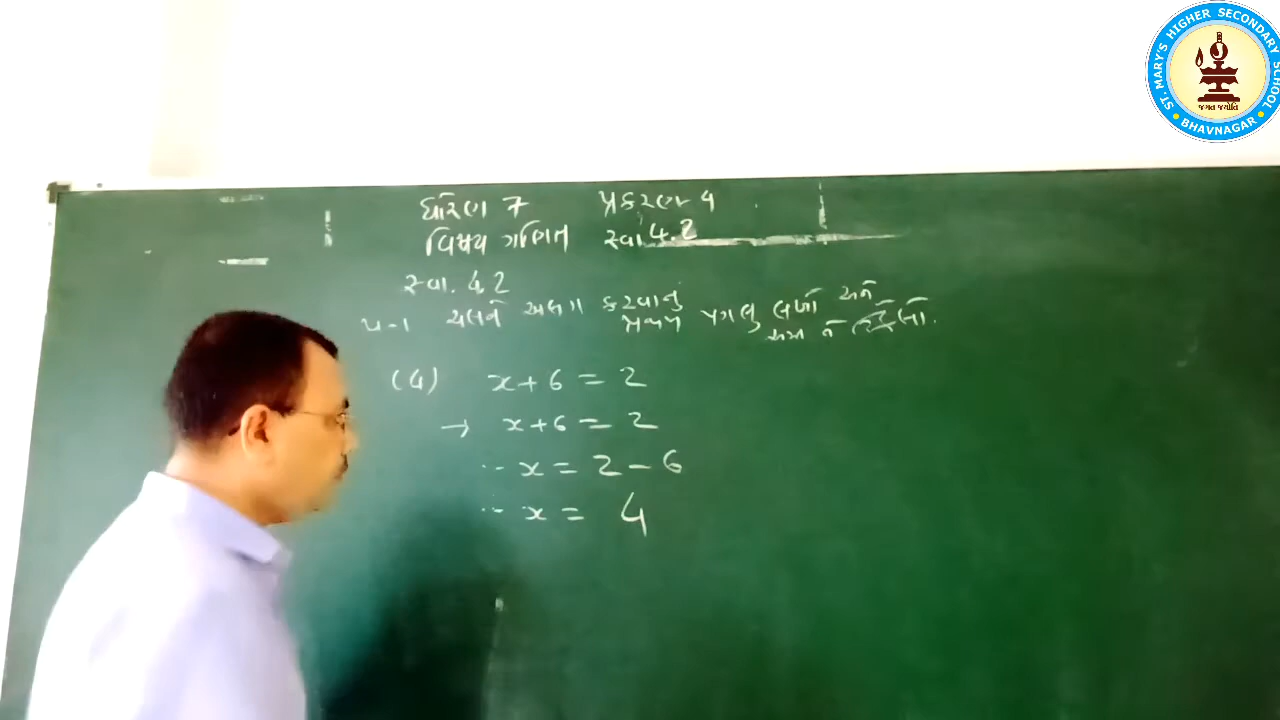 ST. MARY'S HIGHER SECONDARY SCHOOL
BHAVNAGAR
ધોરણ 7 પ્રકરણ 4
વિષય ગણિત સ્વા 4.2
સ્વા. 4.2
પ્ર-1 ચલને અલગ કરવાનું પ્રથમ પગલું લખો અને
(4) x + 6 = 2
→ x + 6 = 2
∴ x = 2 - 6
∴ x = 4